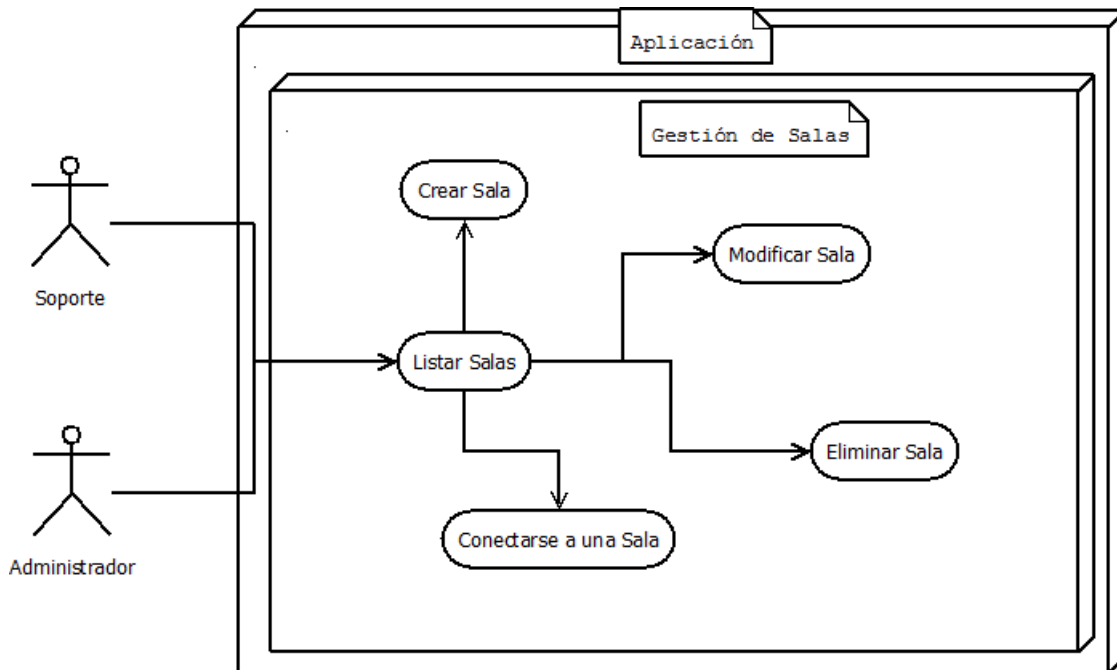 Aplicación
Gestión de Salas
Crear Sala
Modificar Sala
Soporte
Listar Salas
Eliminar Sala
Conectarse a una Sala
Administrador